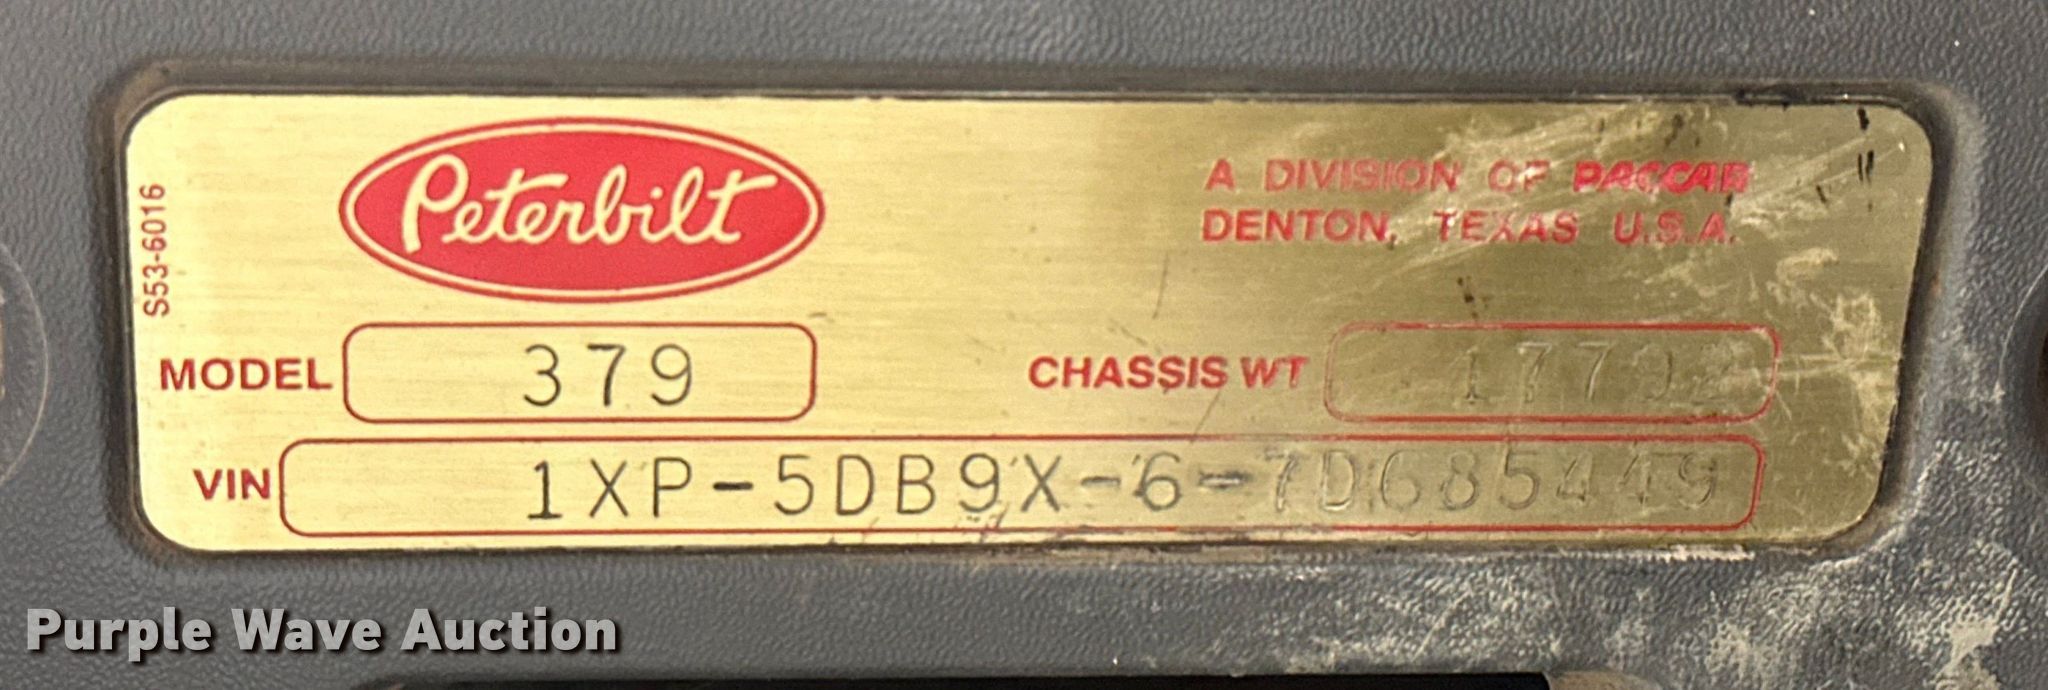 S53-6016
Peterbilt
A DIVISION OF PACCAR
DENTON, TEXAS U.S.A.
MODEL 379
CHASSIS WT 17792
VIN 1XP-5DB9X-6-7D685449
Purple Wave Auction